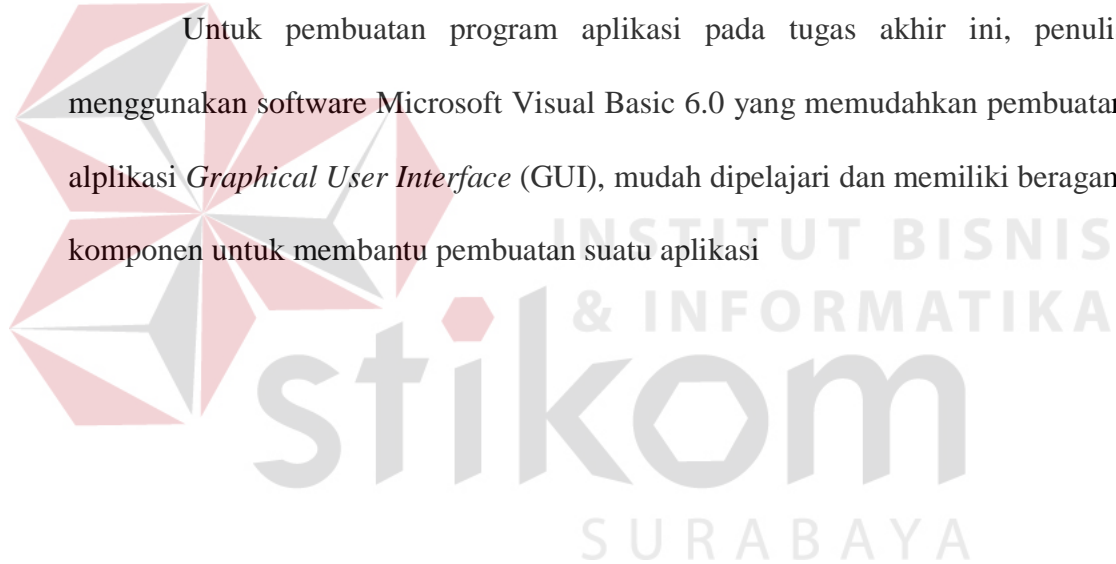 Untuk pembuatan program aplikasi pada tugas akhir ini, penuli
menggunakan software Microsoft Visual Basic 6.0 yang memudahkan pembuatan
alplikasi Graphical User Interface (GUI), mudah dipelajari dan memiliki beragam
komponen untuk membantu pembuatan suatu aplikasi
INSTITUT BISNIS
& INFORMATIKA
stikom
SURABAYA